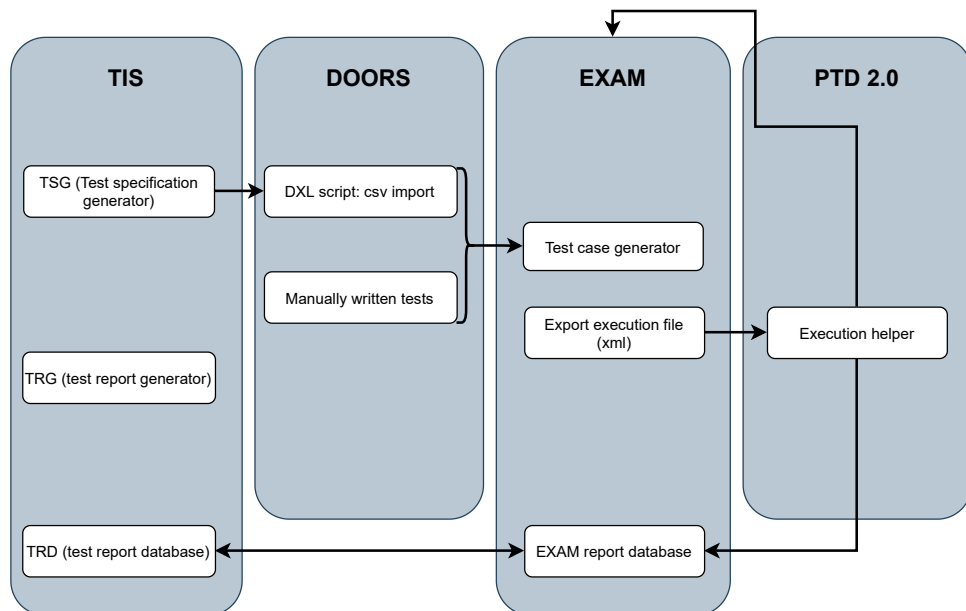 TIS
DOORS
EXAM
PTD 2.0
TSG (Test specification
generator)
DXL script: csv import
Test case generator
Manually written tests
Export execution file
(xml)
Execution helper
TRG (test report generator)
TRD (test report database)
EXAM report database